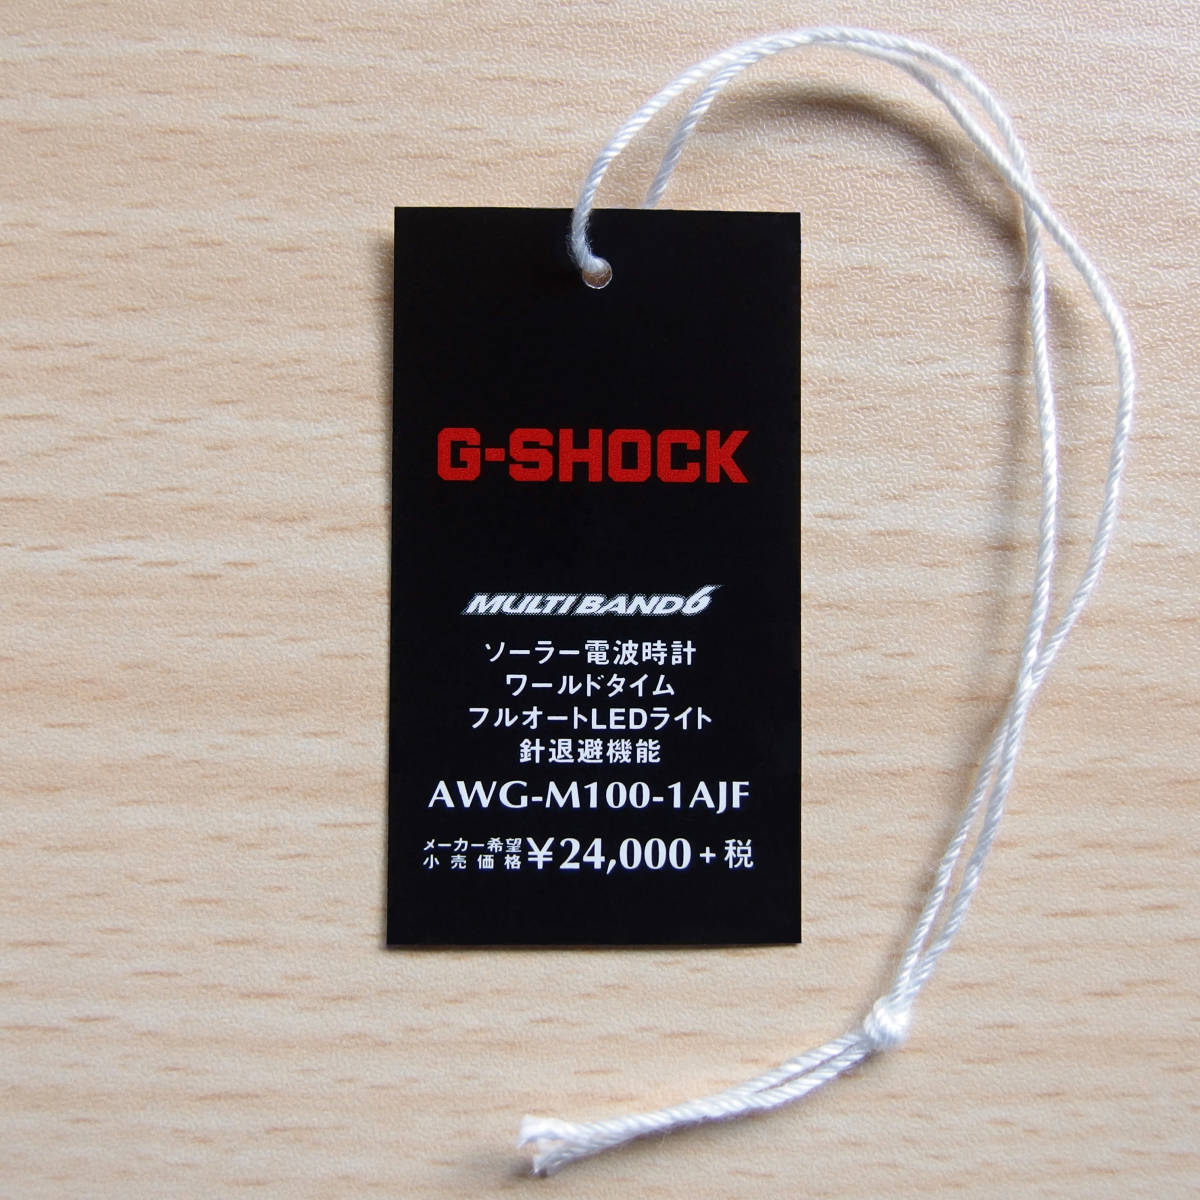 G-SHOCK
MULTI BAND 6
ソーラー電波時計
ワールドタイム
フルオートLEDライト
針退避機能
AWG-M100-1AJF
メーカー希望
小売価格 ¥24,000+税